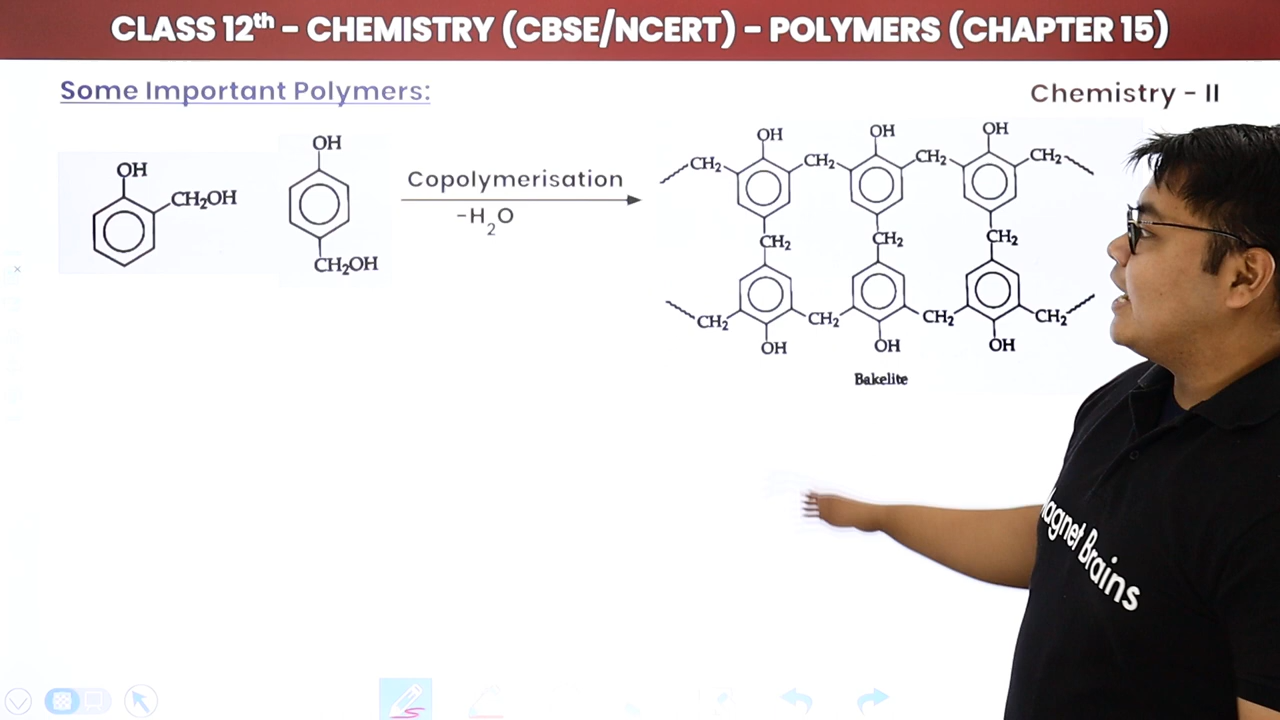 CLASS 12th – CHEMISTRY (CBSE/NCERT) – POLYMERS (CHAPTER 15)
Some Important Polymers:
Chemistry – II
OH
CH₂OH
OH
CH₂OH
Copolymerisation
–H₂O
OH OH OH
CH₂ CH₂ CH₂ CH₂
CH₂ CH₂ CH₂
CH₂ CH₂ CH₂ CH₂
OH OH OH
Bakelite
Magnet Brains